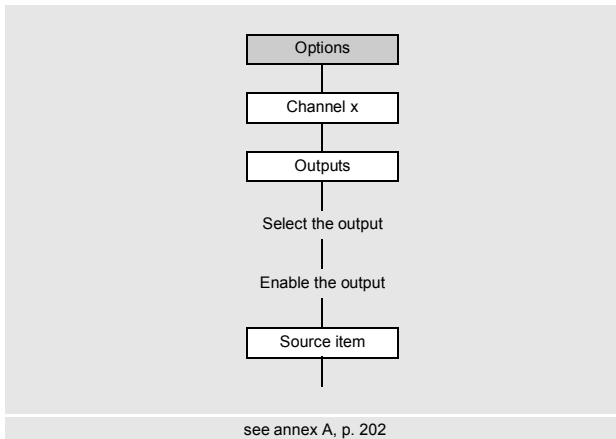 Options
Channel x
Outputs
Select the output
Enable the output
Source item
see annex A, p. 202